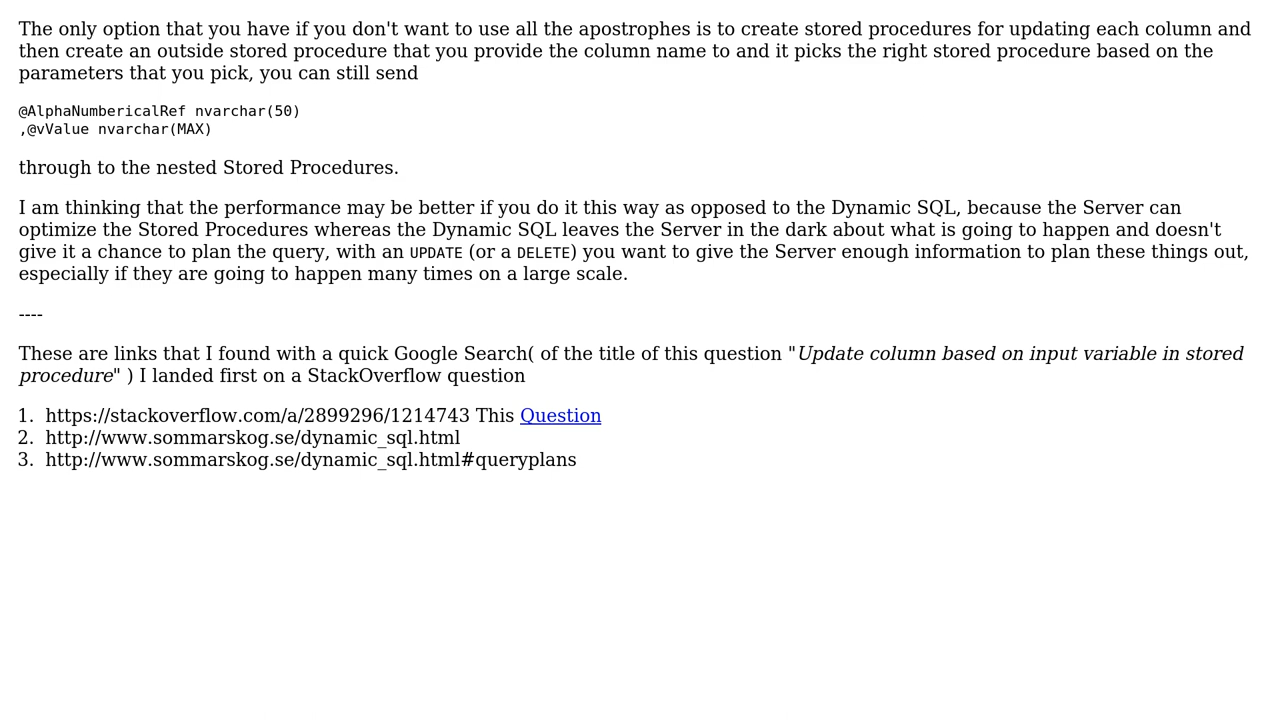 The only option that you have if you don't want to use all the apostrophes is to create stored procedures for updating each column and
then create an outside stored procedure that you provide the column name to and it picks the right stored procedure based on the
parameters that you pick, you can still send
@AlphaNumbericalRef nvarchar(50)
,@vValue nvarchar(MAX)
through to the nested Stored Procedures.
I am thinking that the performance may be better if you do it this way as opposed to the Dynamic SQL, because the Server can
optimize the Stored Procedures whereas the Dynamic SQL leaves the Server in the dark about what is going to happen and doesn't
give it a chance to plan the query, with an UPDATE (or a DELETE) you want to give the Server enough information to plan these things out,
especially if they are going to happen many times on a large scale.
----
These are links that I found with a quick Google Search( of the title of this question "Update column based on input variable in stored
procedure" ) I landed first on a StackOverflow question
1. https://stackoverflow.com/a/2899296/1214743 This Question
2. http://www.sommarskog.se/dynamic_sql.html
3. http://www.sommarskog.se/dynamic_sql.html#queryplans